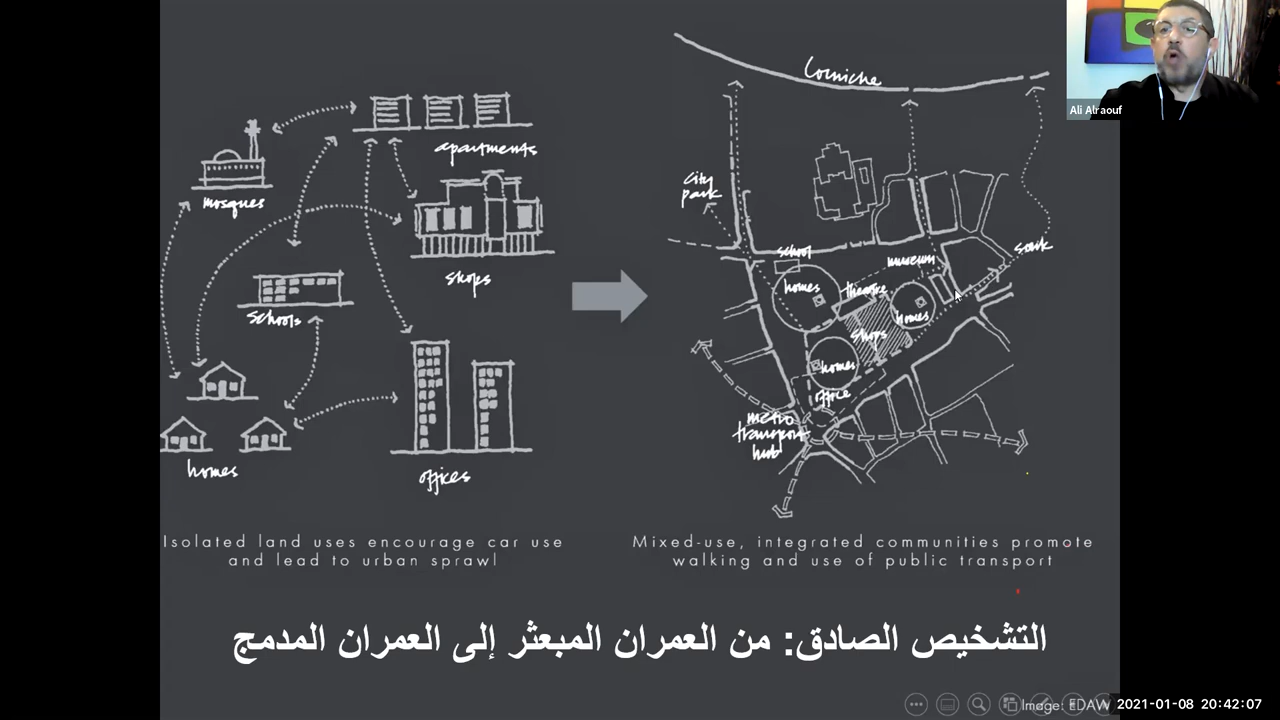 Ali Alraouf
Corniche
apartments
City
park
mosques
shops
schools
homes
offices
school
museum
souk
homes
theatre
homes
shops
homes
office
metro
transport
hub
Isolated land uses encourage car use
and lead to urban sprawl
Mixed-use, integrated communities promote
walking and use of public transport
التشخيص الصادق: من العمران المبعثر إلى العمران المدمج
Image: EDAW
2021-01-08 20:42:07